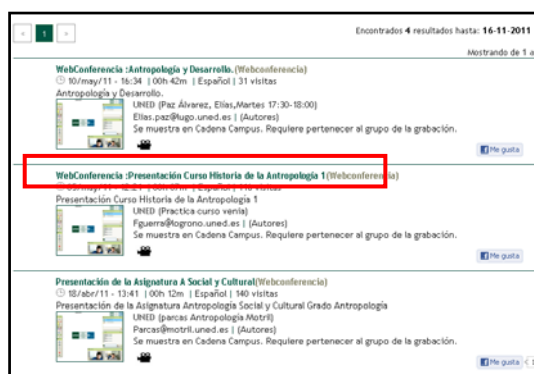 < 1 >
Encontrados 4 resultados hasta: 16-11-2011
Mostrando de 1 a
WebConferencia :Antropología y Desarrollo.(Webconferencia)
10/may/11 - 16:34 | 00h 42m | Español | 31 visitas
Antropología y Desarrollo.
UNED (Paz Álvarez, Elías,Martes 17:30-18:00)
Elias.paz@lugo.uned.es | (Autores)
Se muestra en Cadena Campus. Requiere pertenecer al grupo de la grabación.
Me gusta
WebConferencia :Presentación Curso Historia de la Antropología 1(Webconferencia)
Español | visitas
Presentación Curso Historia de la Antropología 1
UNED (Practica curso venia)
Fguerra@logrono.uned.es | (Autores)
Se muestra en Cadena Campus. Requiere pertenecer al grupo de la grabación.
Me gusta
Presentación de la Asignatura A Social y Cultural(Webconferencia)
18/abr/11 - 13:41 | 00h 12m | Español | 140 visitas
Presentación de la Asignatura Antropología Social y Cultural Grado Antropología
UNED (parcas Antropología Motril)
Parcas@motril.uned.es | (Autores)
Se muestra en Cadena Campus. Requiere pertenecer al grupo de la grabación.
Me gusta